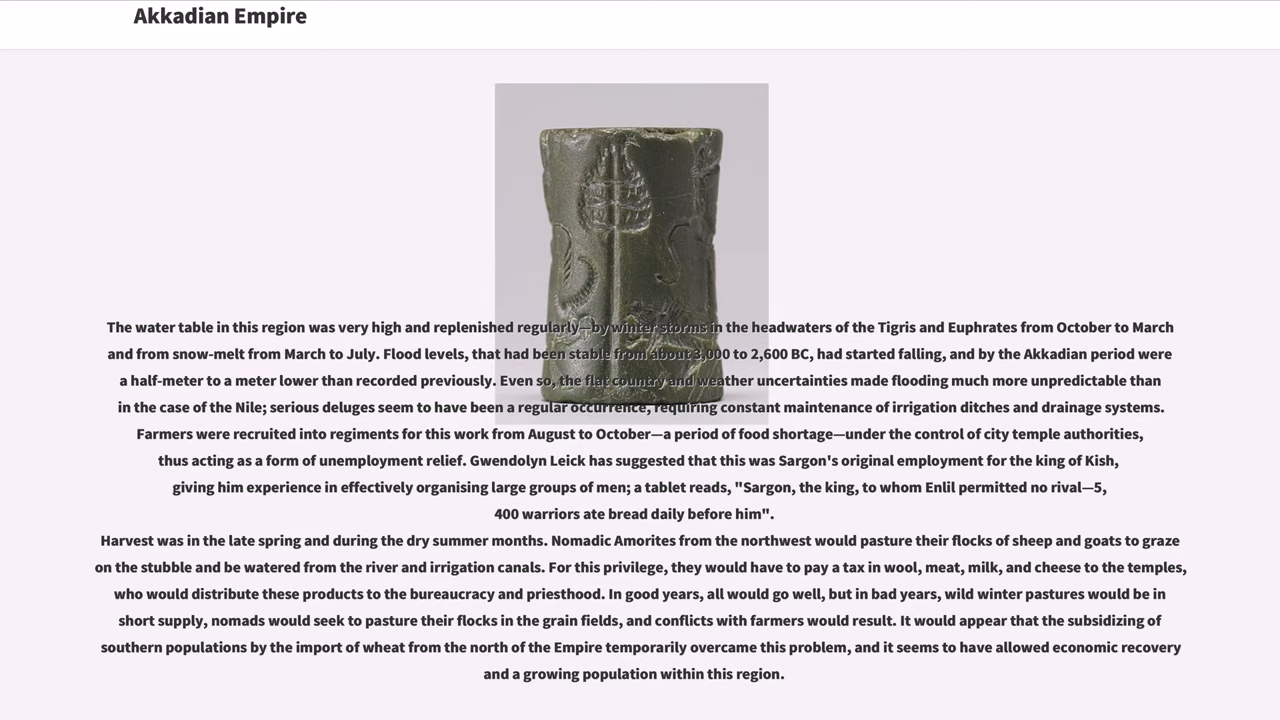 Akkadian Empire
The water table in this region was very high and replenished regularly—by winter storms in the headwaters of the Tigris and Euphrates from October to March
and from snow-melt from March to July. Flood levels, that had been stable from about 3,000 to 2,600 BC, had started falling, and by the Akkadian period were
a half-meter to a meter lower than recorded previously. Even so, the flat country and weather uncertainties made flooding much more unpredictable than
in the case of the Nile; serious deluges seem to have been a regular occurrence, requiring constant maintenance of irrigation ditches and drainage systems.
Farmers were recruited into regiments for this work from August to October—a period of food shortage—under the control of city temple authorities,
thus acting as a form of unemployment relief. Gwendolyn Leick has suggested that this was Sargon's original employment for the king of Kish,
giving him experience in effectively organising large groups of men; a tablet reads, "Sargon, the king, to whom Enlil permitted no rival—5,
400 warriors ate bread daily before him".
Harvest was in the late spring and during the dry summer months. Nomadic Amorites from the northwest would pasture their flocks of sheep and goats to graze
on the stubble and be watered from the river and irrigation canals. For this privilege, they would have to pay a tax in wool, meat, milk, and cheese to the temples,
who would distribute these products to the bureaucracy and priesthood. In good years, all would go well, but in bad years, wild winter pastures would be in
short supply, nomads would seek to pasture their flocks in the grain fields, and conflicts with farmers would result. It would appear that the subsidizing of
southern populations by the import of wheat from the north of the Empire temporarily overcame this problem, and it seems to have allowed economic recovery
and a growing population within this region.